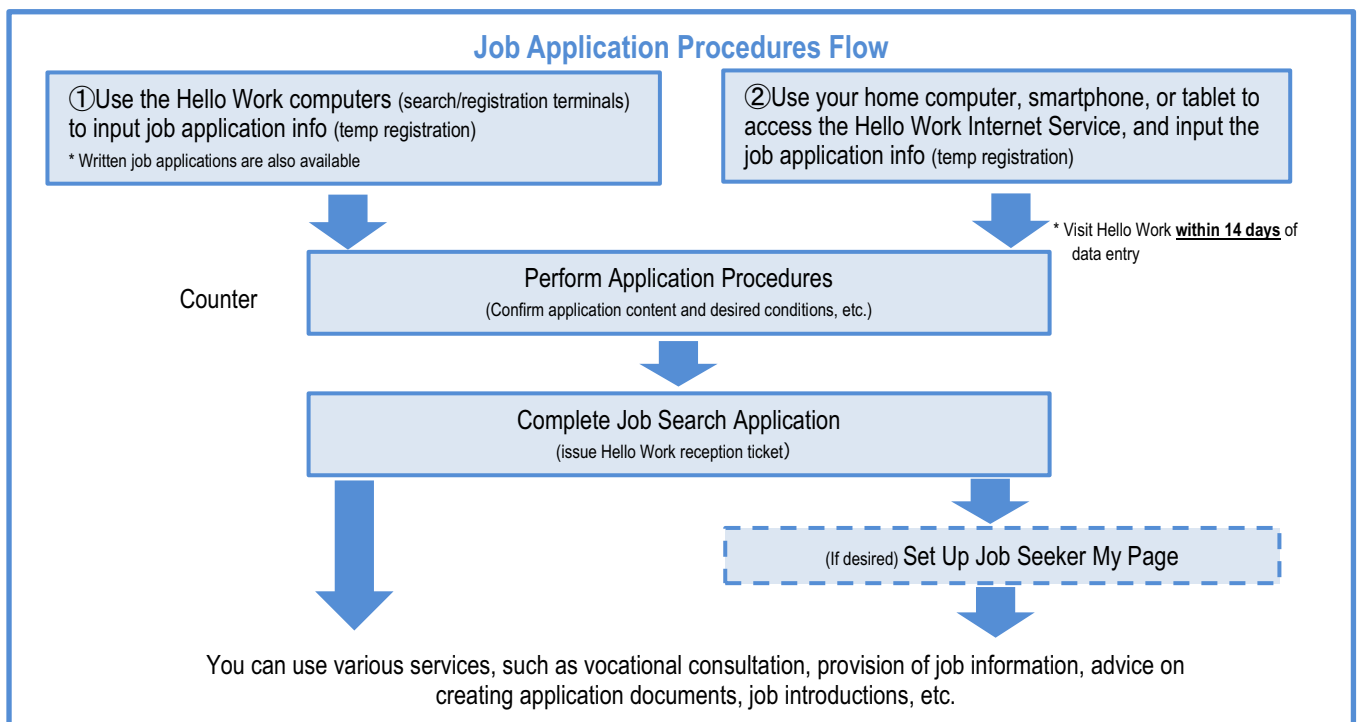 Job Application Procedures Flow
①Use the Hello Work computers (search/registration terminals)
to input job application info (temp registration)
* Written job applications are also available
②Use your home computer, smartphone, or tablet to
access the Hello Work Internet Service, and input the
job application info (temp registration)
* Visit Hello Work within 14 days of
data entry
Counter
Perform Application Procedures
(Confirm application content and desired conditions, etc.)
Complete Job Search Application
(issue Hello Work reception ticket)
(If desired) Set Up Job Seeker My Page
You can use various services, such as vocational consultation, provision of job information, advice on
creating application documents, job introductions, etc.